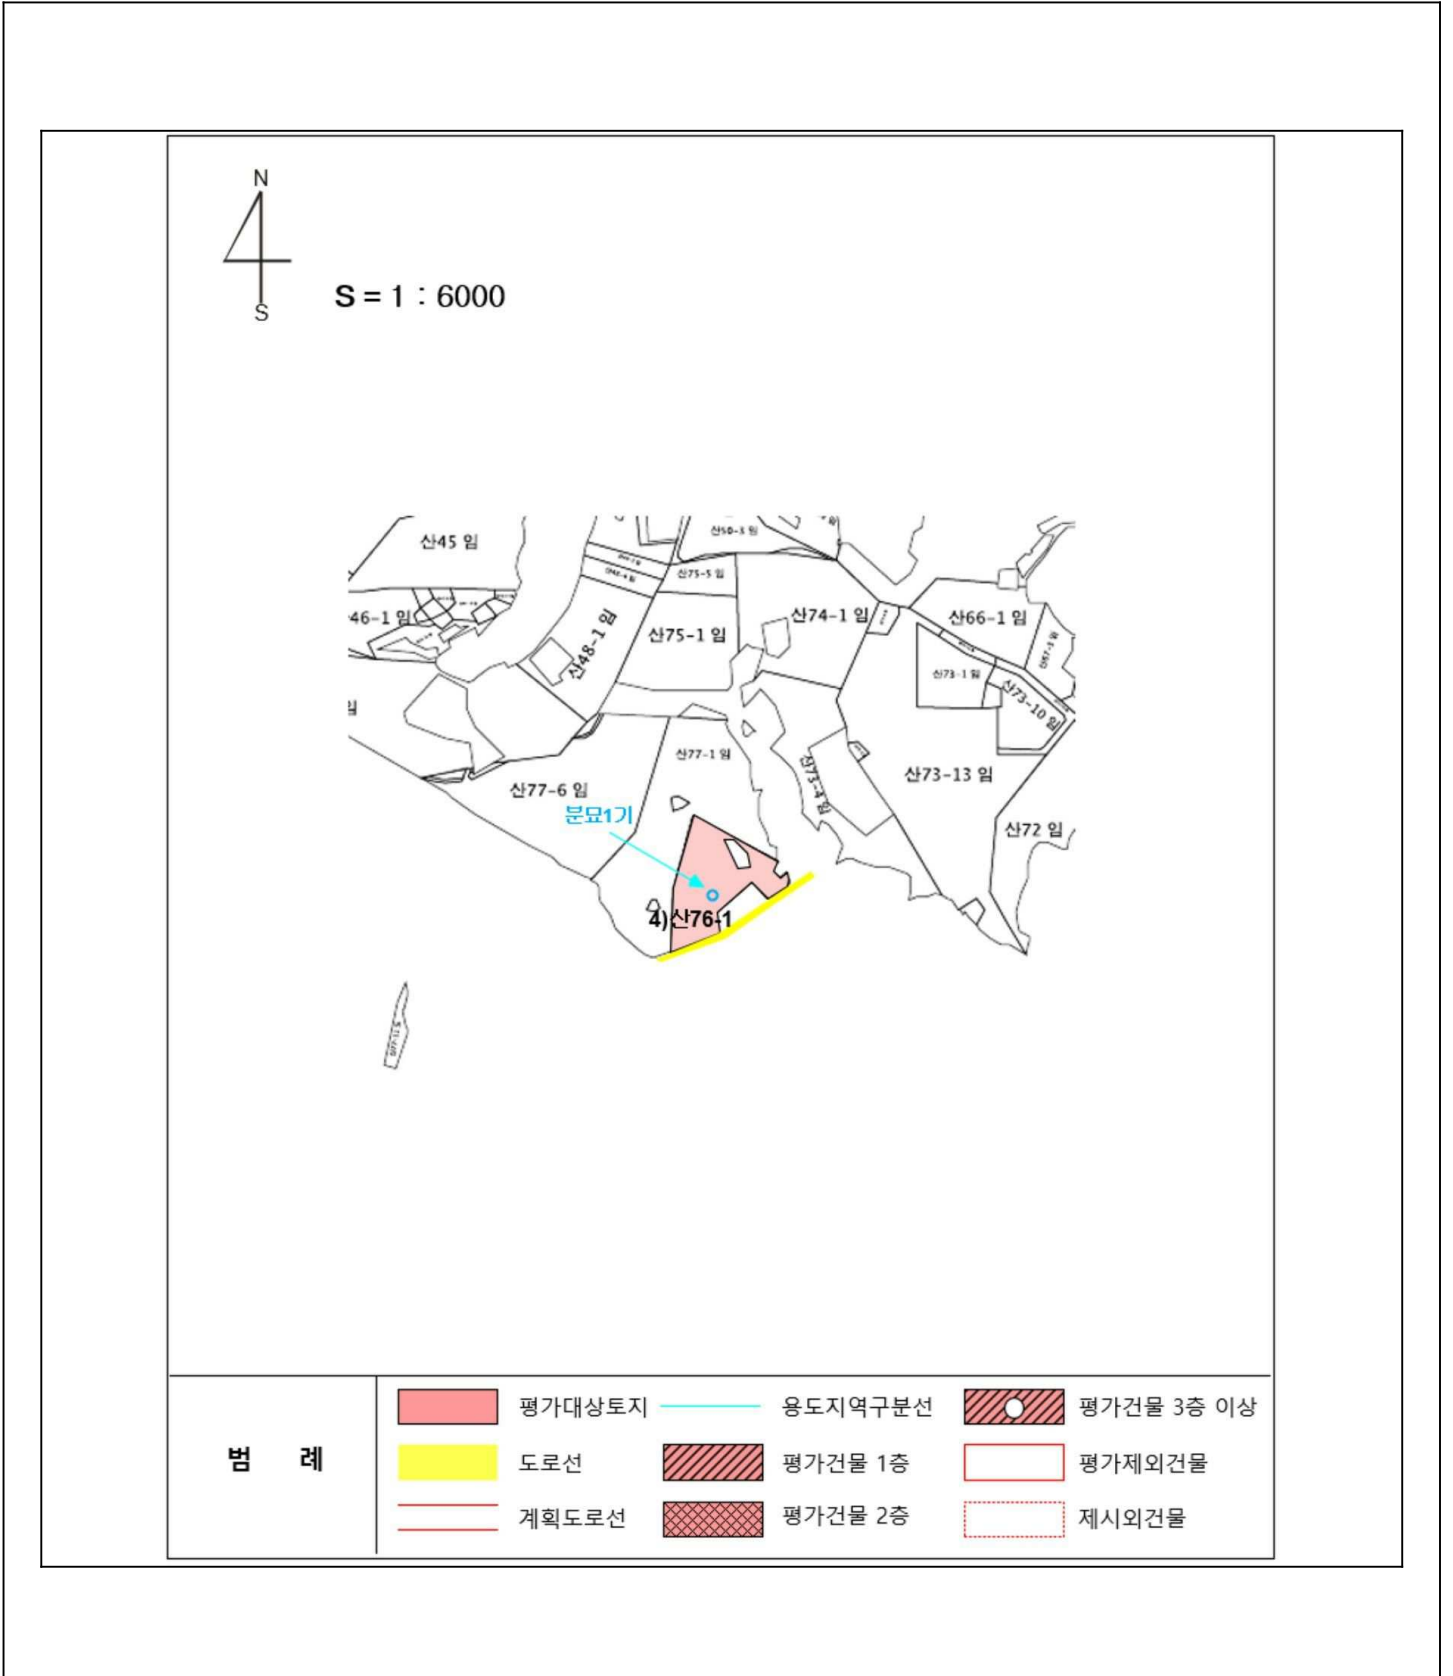 N
S
S = 1 : 6000
산45 임
산50-3 임
산75-5 임
46-1 임
산48-1 임
산75-1 임
산74-1 임
산66-1 임
산73-1 임
산73-10 임
임
산77-1 임
산73-4 임
산73-13 임
산77-6 임
분묘1기
산72 임
4)산76-1
범 례
평가대상토지
용도지역구분선
평가건물 3층 이상
도로선
평가건물 1층
평가제외건물
계획도로선
평가건물 2층
제시외건물